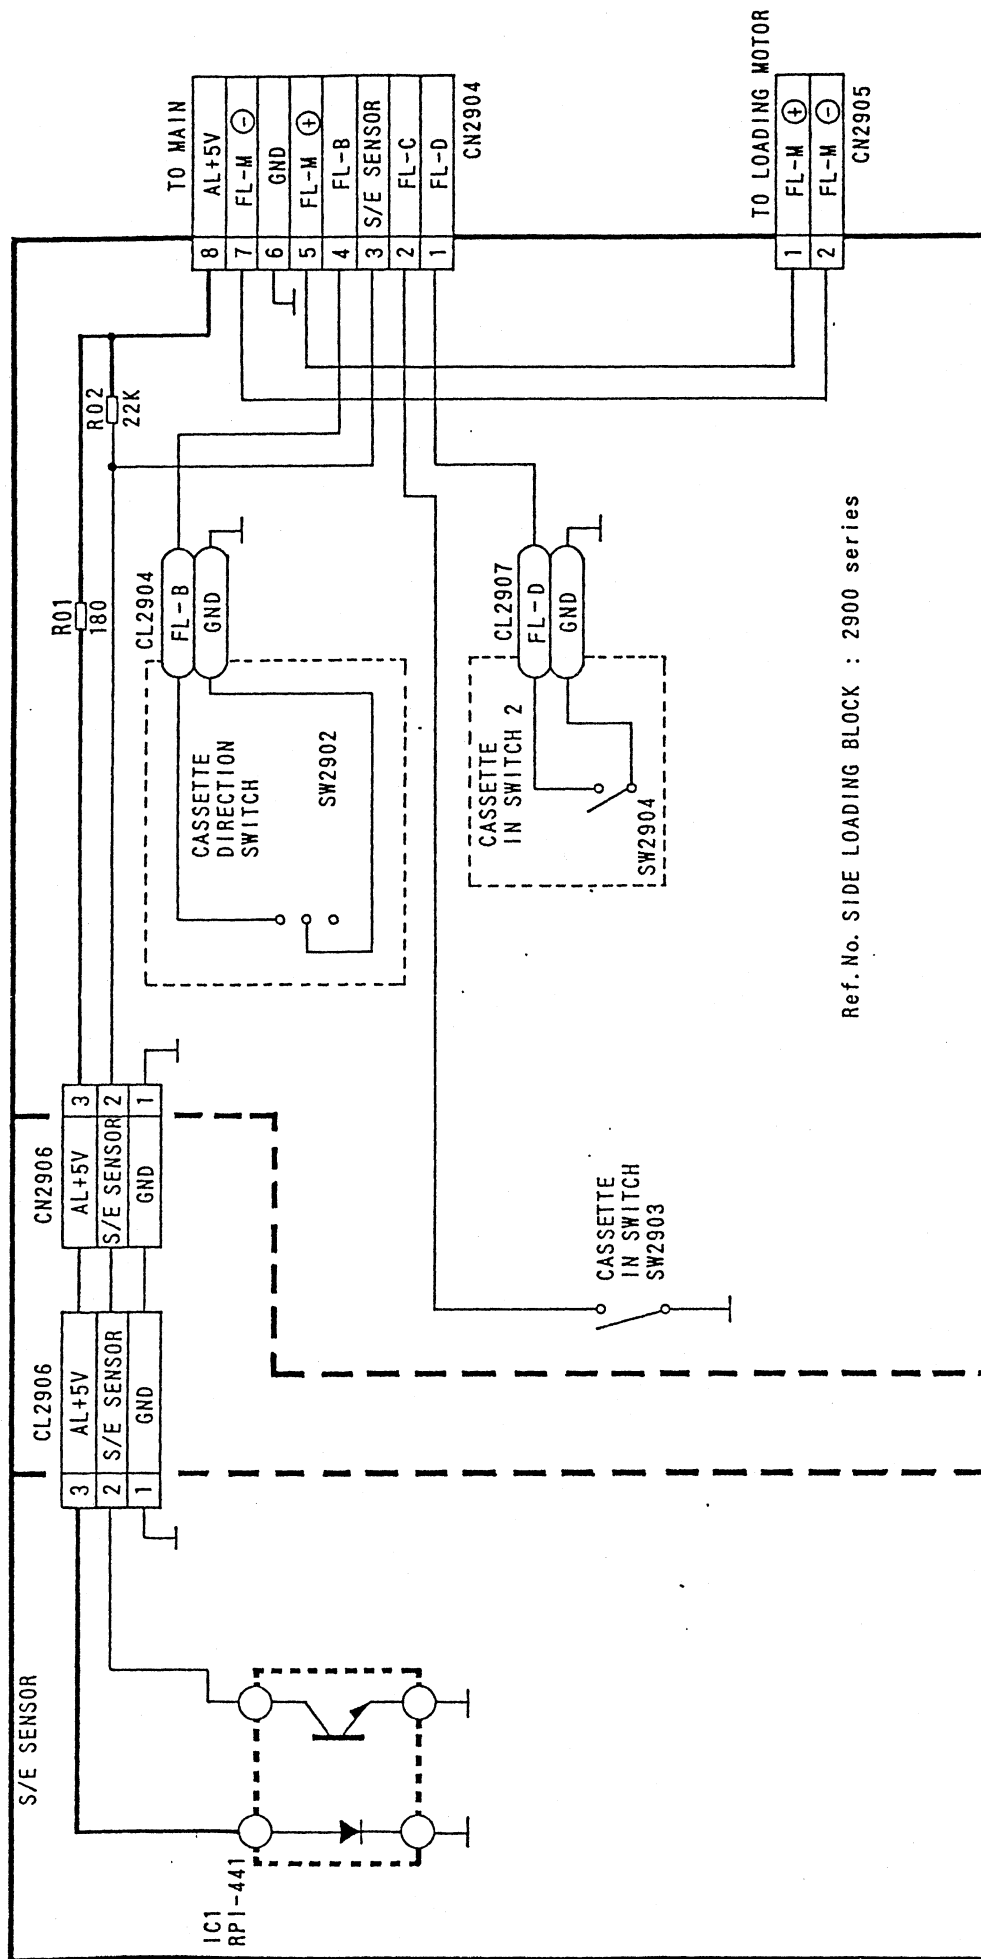 S/E SENSOR
IC1
RPI-441
CL2906
3 AL+5V
2 S/E SENSOR
1 GND
CN2906
AL+5V 3
S/E SENSOR 2
GND 1
R01
180
R02
22K
CL2904
FL-B
GND
CASSETTE
DIRECTION
SWITCH
SW2902
CL2907
FL-D
GND
CASSETTE
IN SWITCH 2
SW2904
CASSETTE
IN SWITCH
SW2903
TO MAIN
8 AL+5V
7 FL-M ⊖
6 GND
5 FL-M ⊕
4 FL-B
3 S/E SENSOR
2 FL-C
1 FL-D
CN2904
TO LOADING MOTOR
1 FL-M ⊕
2 FL-M ⊖
CN2905
Ref.No. SIDE LOADING BLOCK : 2900 series